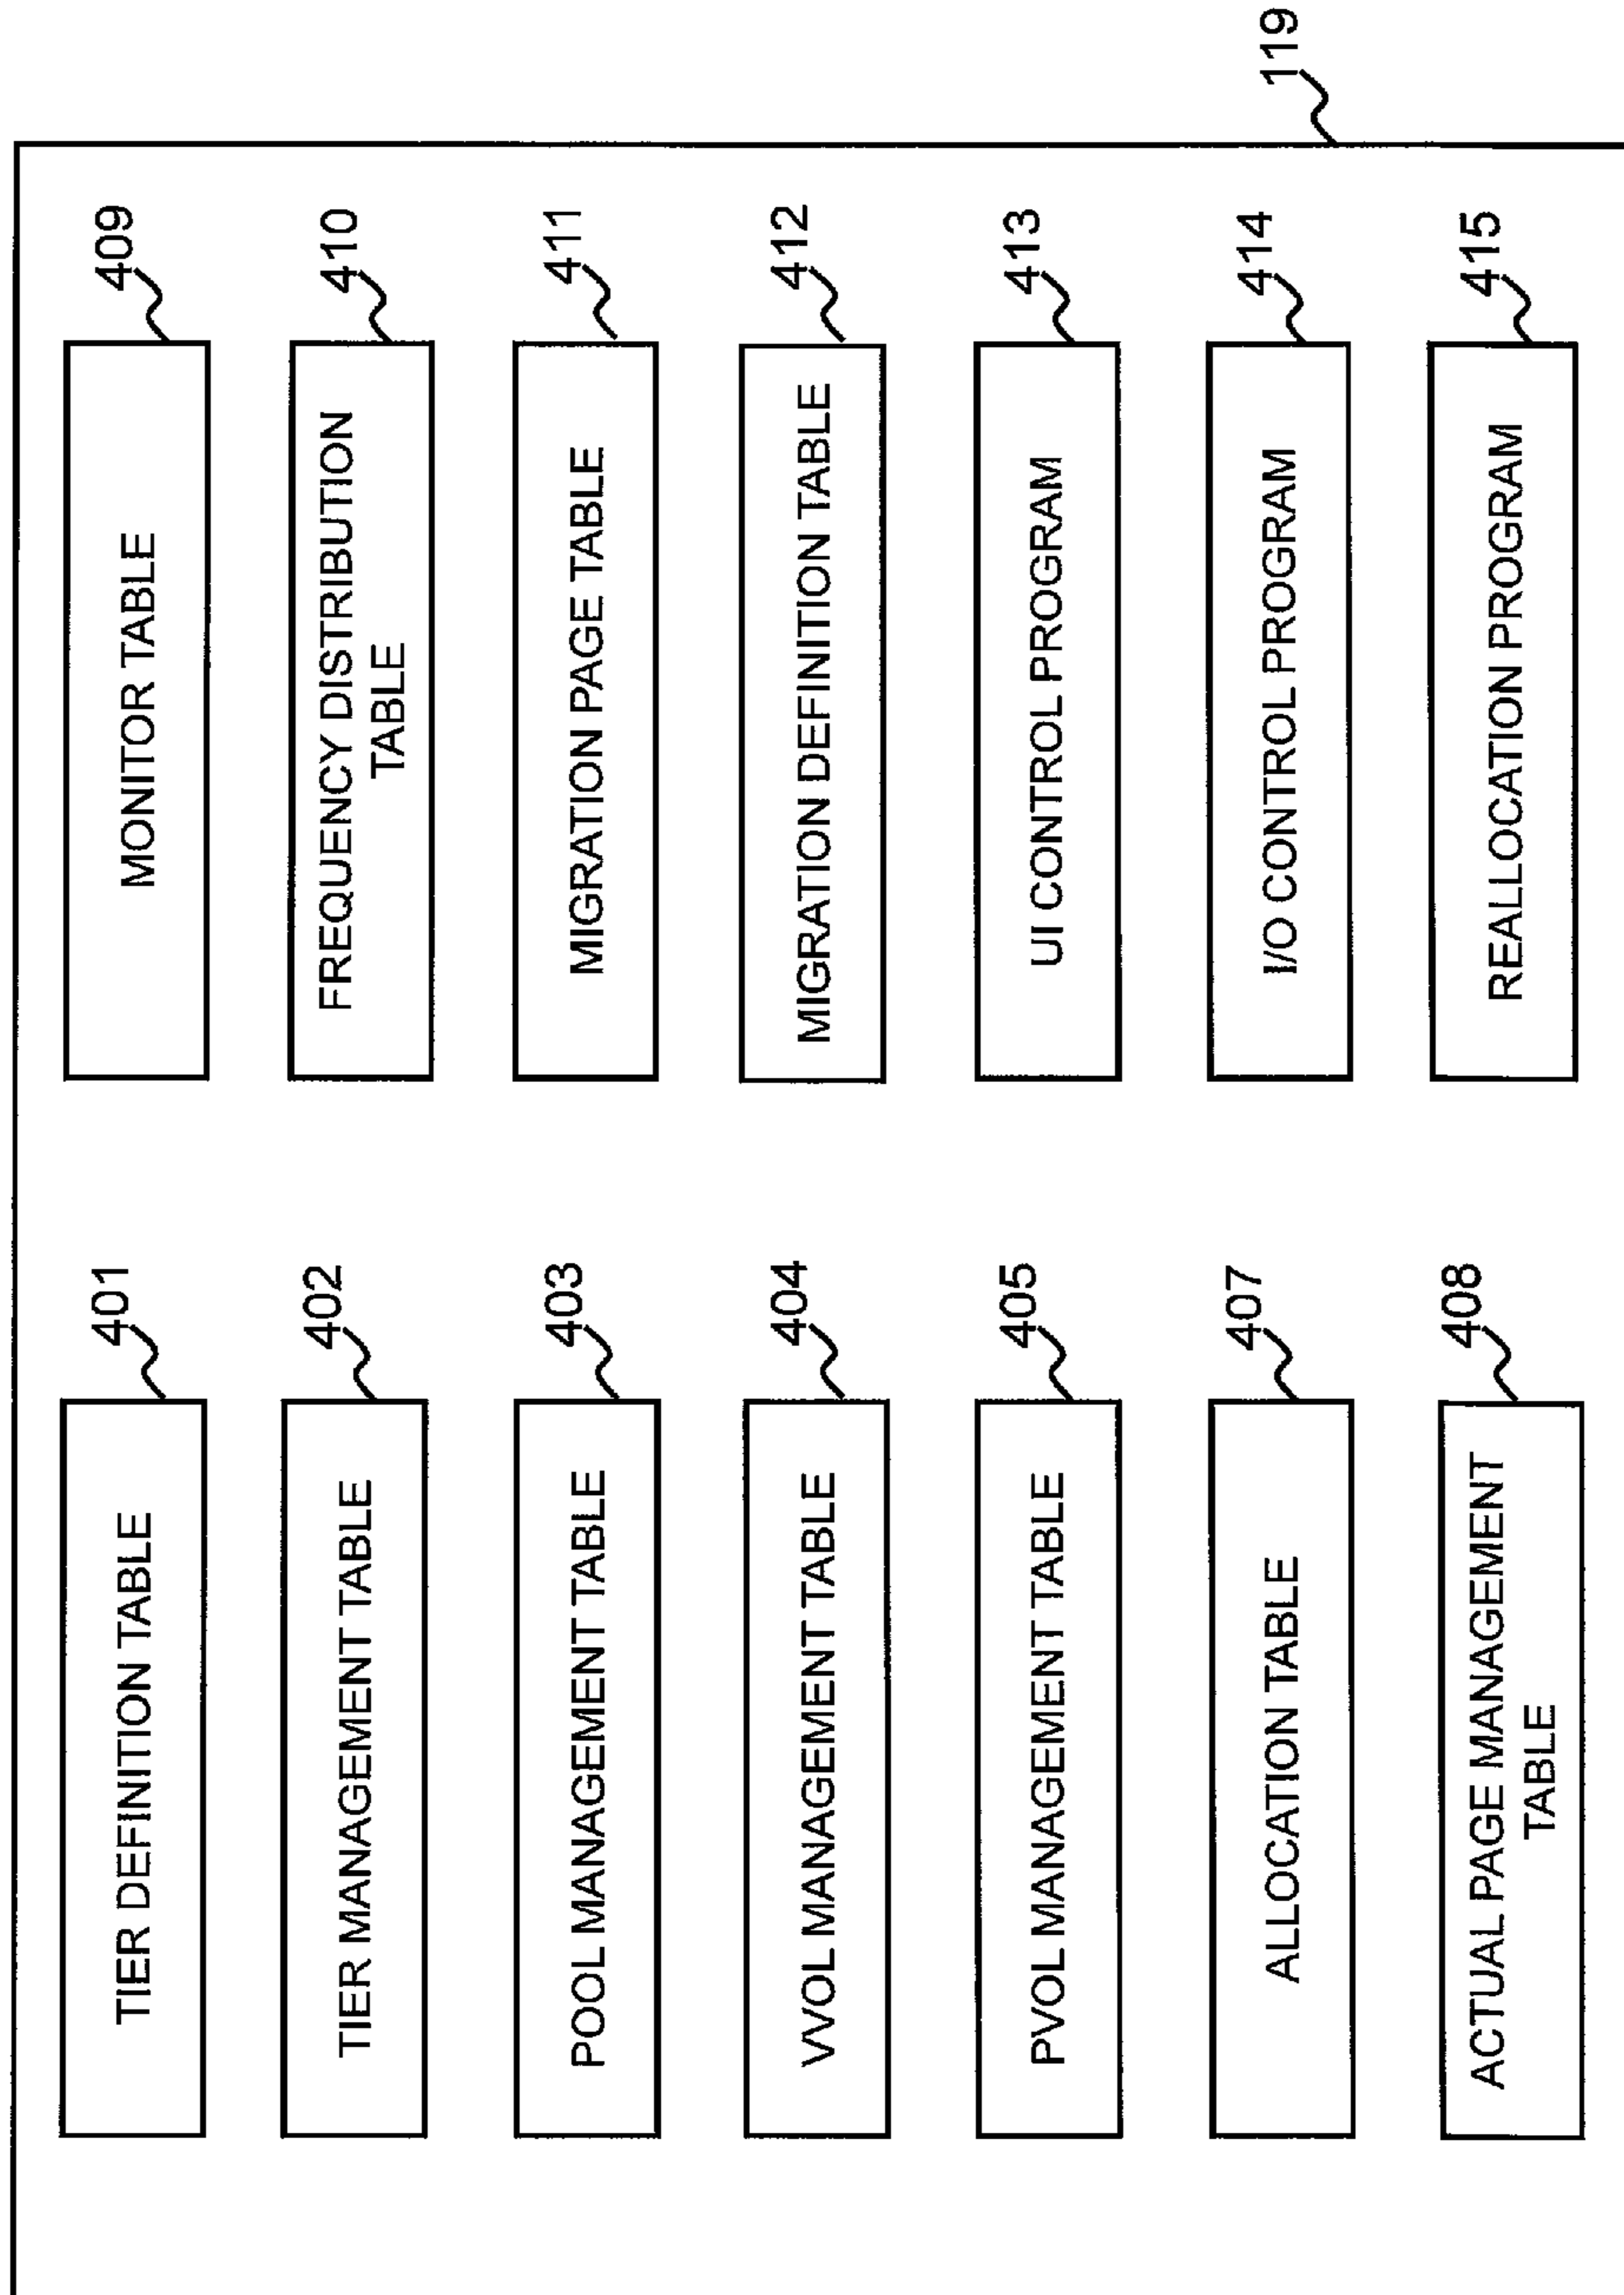 401
TIER DEFINITION TABLE
402
TIER MANAGEMENT TABLE
403
POOL MANAGEMENT TABLE
404
VVOL MANAGEMENT TABLE
405
PVOL MANAGEMENT TABLE
407
ALLOCATION TABLE
408
ACTUAL PAGE MANAGEMENT
TABLE
409
MONITOR TABLE
410
FREQUENCY DISTRIBUTION
TABLE
411
MIGRATION PAGE TABLE
412
MIGRATION DEFINITION TABLE
413
UI CONTROL PROGRAM
414
I/O CONTROL PROGRAM
415
REALLOCATION PROGRAM
119